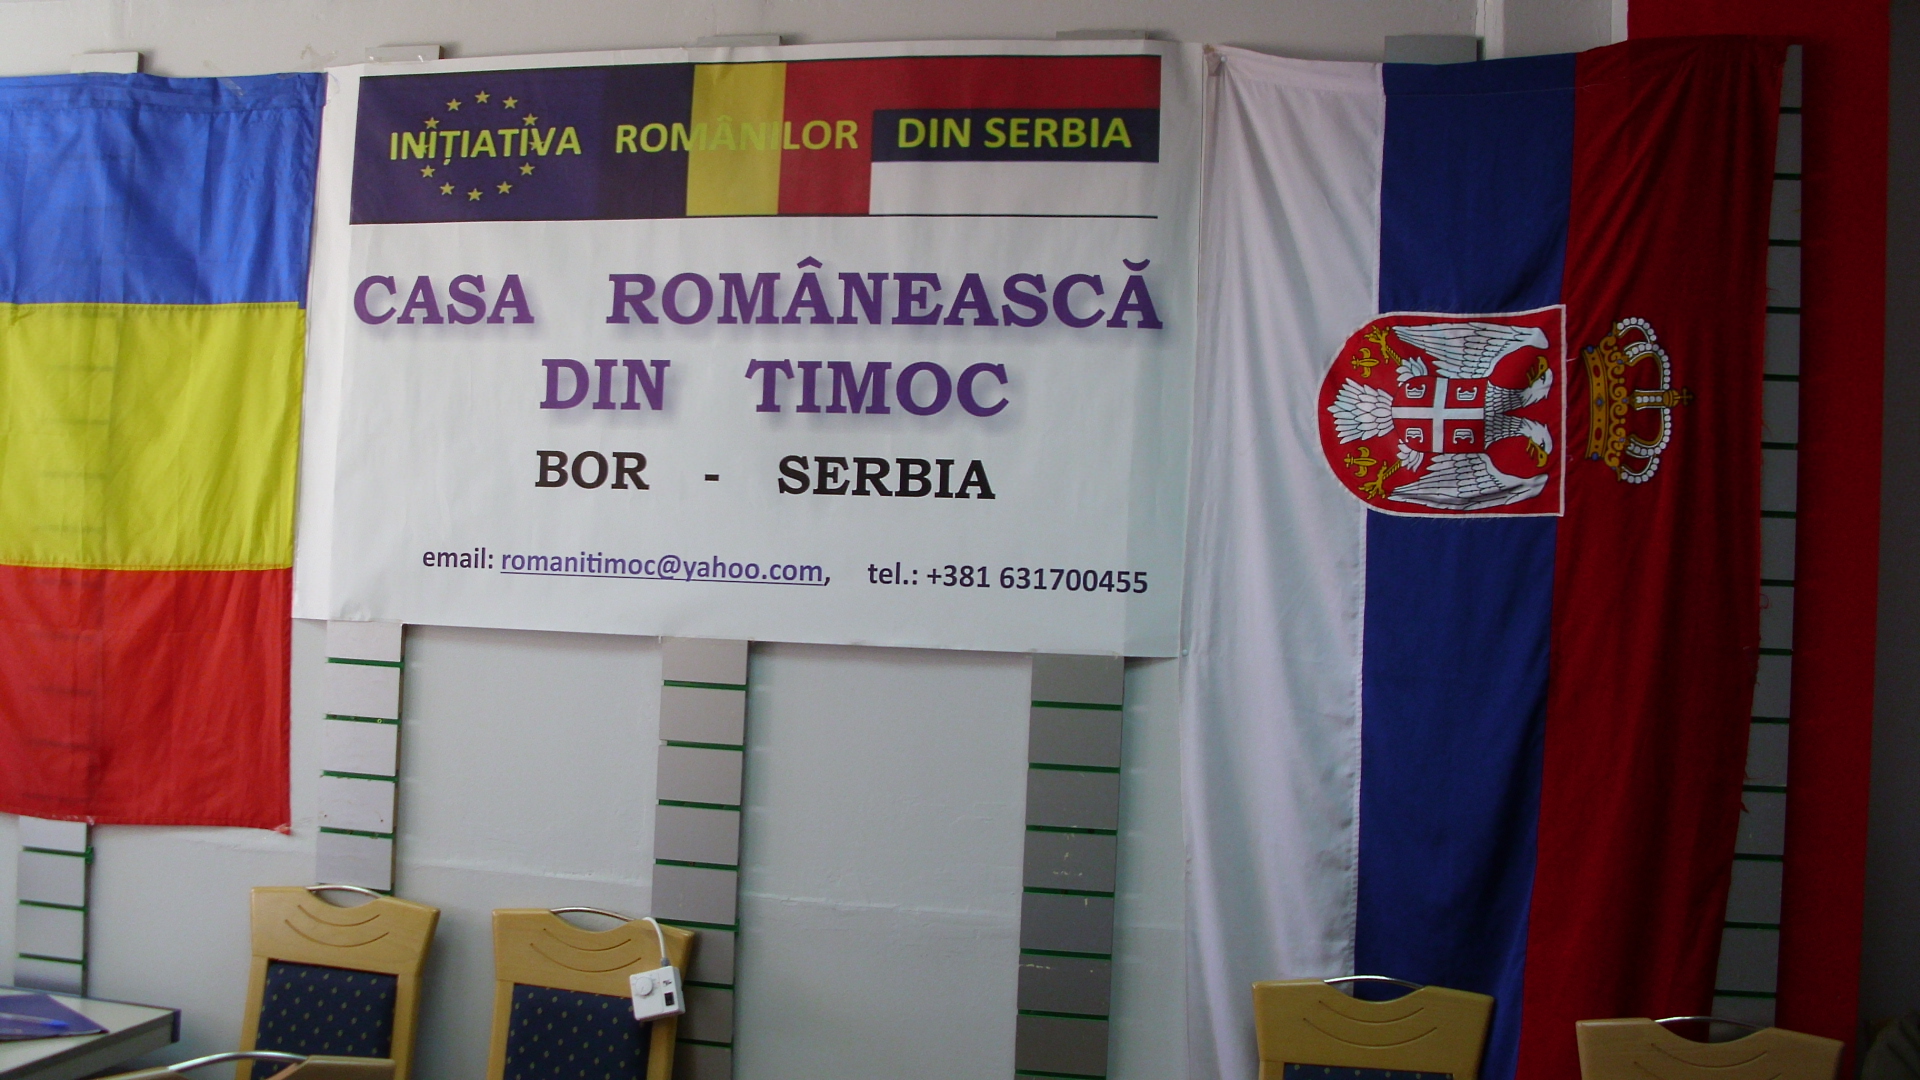 INIȚIATIVA ROMÂNILOR DIN SERBIA
CASA ROMÂNEASCĂ
DIN TIMOC
BOR - SERBIA
email: romanitimoc@yahoo.com, tel.: +381 631700455